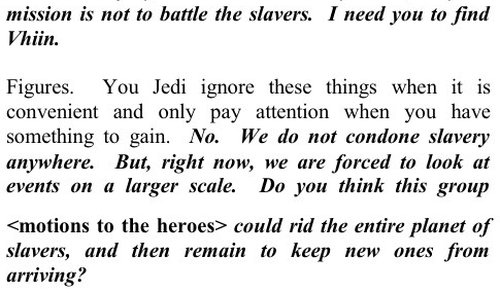 mission is not to battle the slavers. I need you to find
Vhiin.
Figures. You Jedi ignore these things when it is
convenient and only pay attention when you have
something to gain. No. We do not condone slavery
anywhere. But, right now, we are forced to look at
events on a larger scale. Do you think this group
<motions to the heroes> could rid the entire planet of
slavers, and then remain to keep new ones from
arriving?